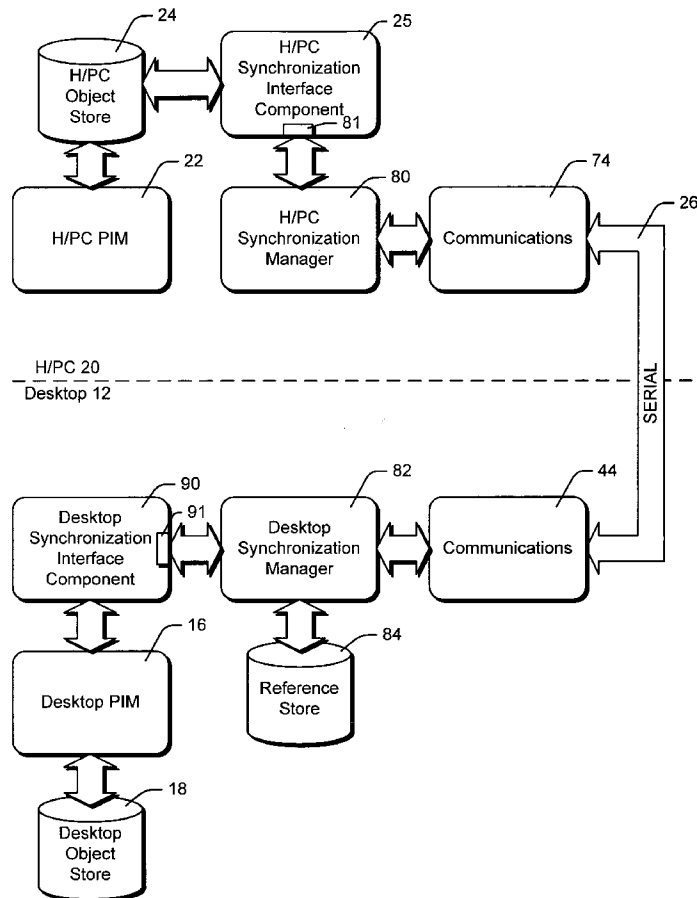 24
25
H/PC
Object
Store
H/PC
Synchronization
Interface
Component
81
22
80
74
26
H/PC PIM
H/PC
Synchronization
Manager
Communications
H/PC 20
Desktop 12
SERIAL
90
91
82
44
Desktop
Synchronization
Interface
Component
Desktop
Synchronization
Manager
Communications
16
84
Desktop PIM
Reference
Store
18
Desktop
Object
Store